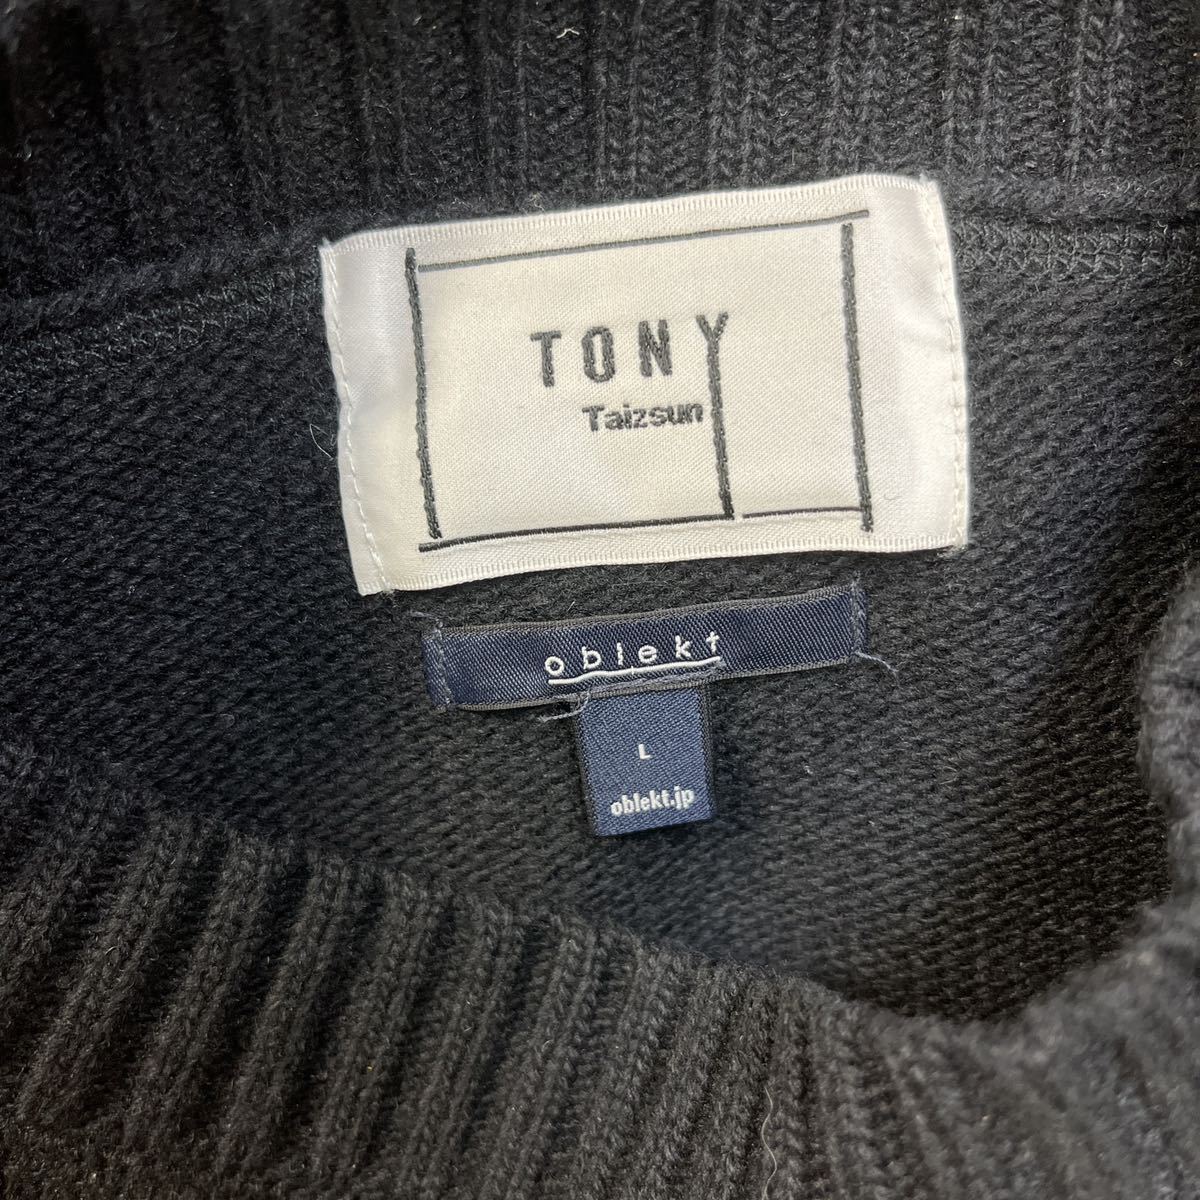 TONY
Taizsun
oblekt
L
oblekt.jp